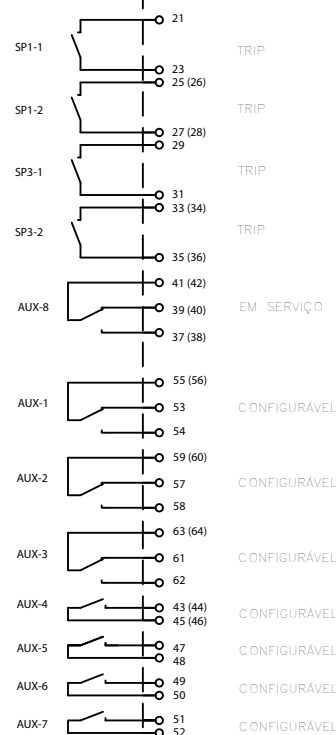 21
SP1-1 TRIP
23
25 (26)
SP1-2 TRIP
27 (28)
29
SP3-1 TRIP
31
33 (34)
SP3-2 TRIP
35 (36)
41 (42)
AUX-8 39 (40) EM SERVIÇO
37 (38)
55 (56)
AUX-1 53 CONFIGURÁVEL
54
59 (60)
AUX-2 57 CONFIGURÁVEL
58
63 (64)
AUX-3 61 CONFIGURÁVEL
62
AUX-4 43 (44) CONFIGURÁVEL
45 (46)
AUX-5 47 CONFIGURÁVEL
48
AUX-6 49 CONFIGURÁVEL
50
AUX-7 51 CONFIGURÁVEL
52